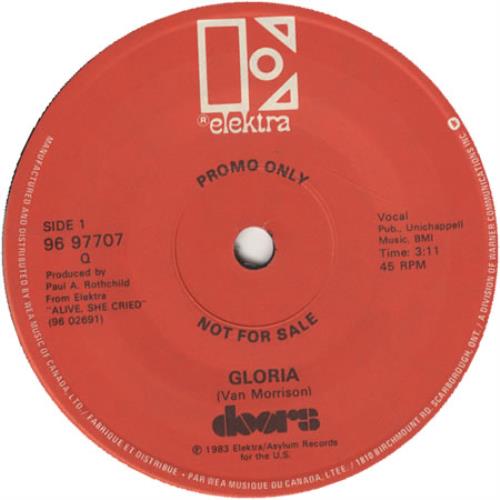 ® elektra
PROMO ONLY
SIDE 1
96 97707
Q
Produced by
Paul A. Rothchild
From Elektra
"ALIVE, SHE CRIED"
(96 02691)
Vocal
Pub., Unichappell
Music, BMI
Time: 3:11
45 RPM
NOT FOR SALE
GLORIA
(Van Morrison)
doors
℗ 1983 Elektra/Asylum Records
for the U.S.
MANUFACTURED AND DISTRIBUTED BY WEA MUSIC OF CANADA, LTD. / FABRIQUE ET DISTRIBUE • PAR WEA MUSIC OF CANADA, LTEE. / 1810 BIRCHMOUNT RD. SCARBOROUGH, ONT. / A DIVISION OF WARNER COMMUNICATIONS INC.